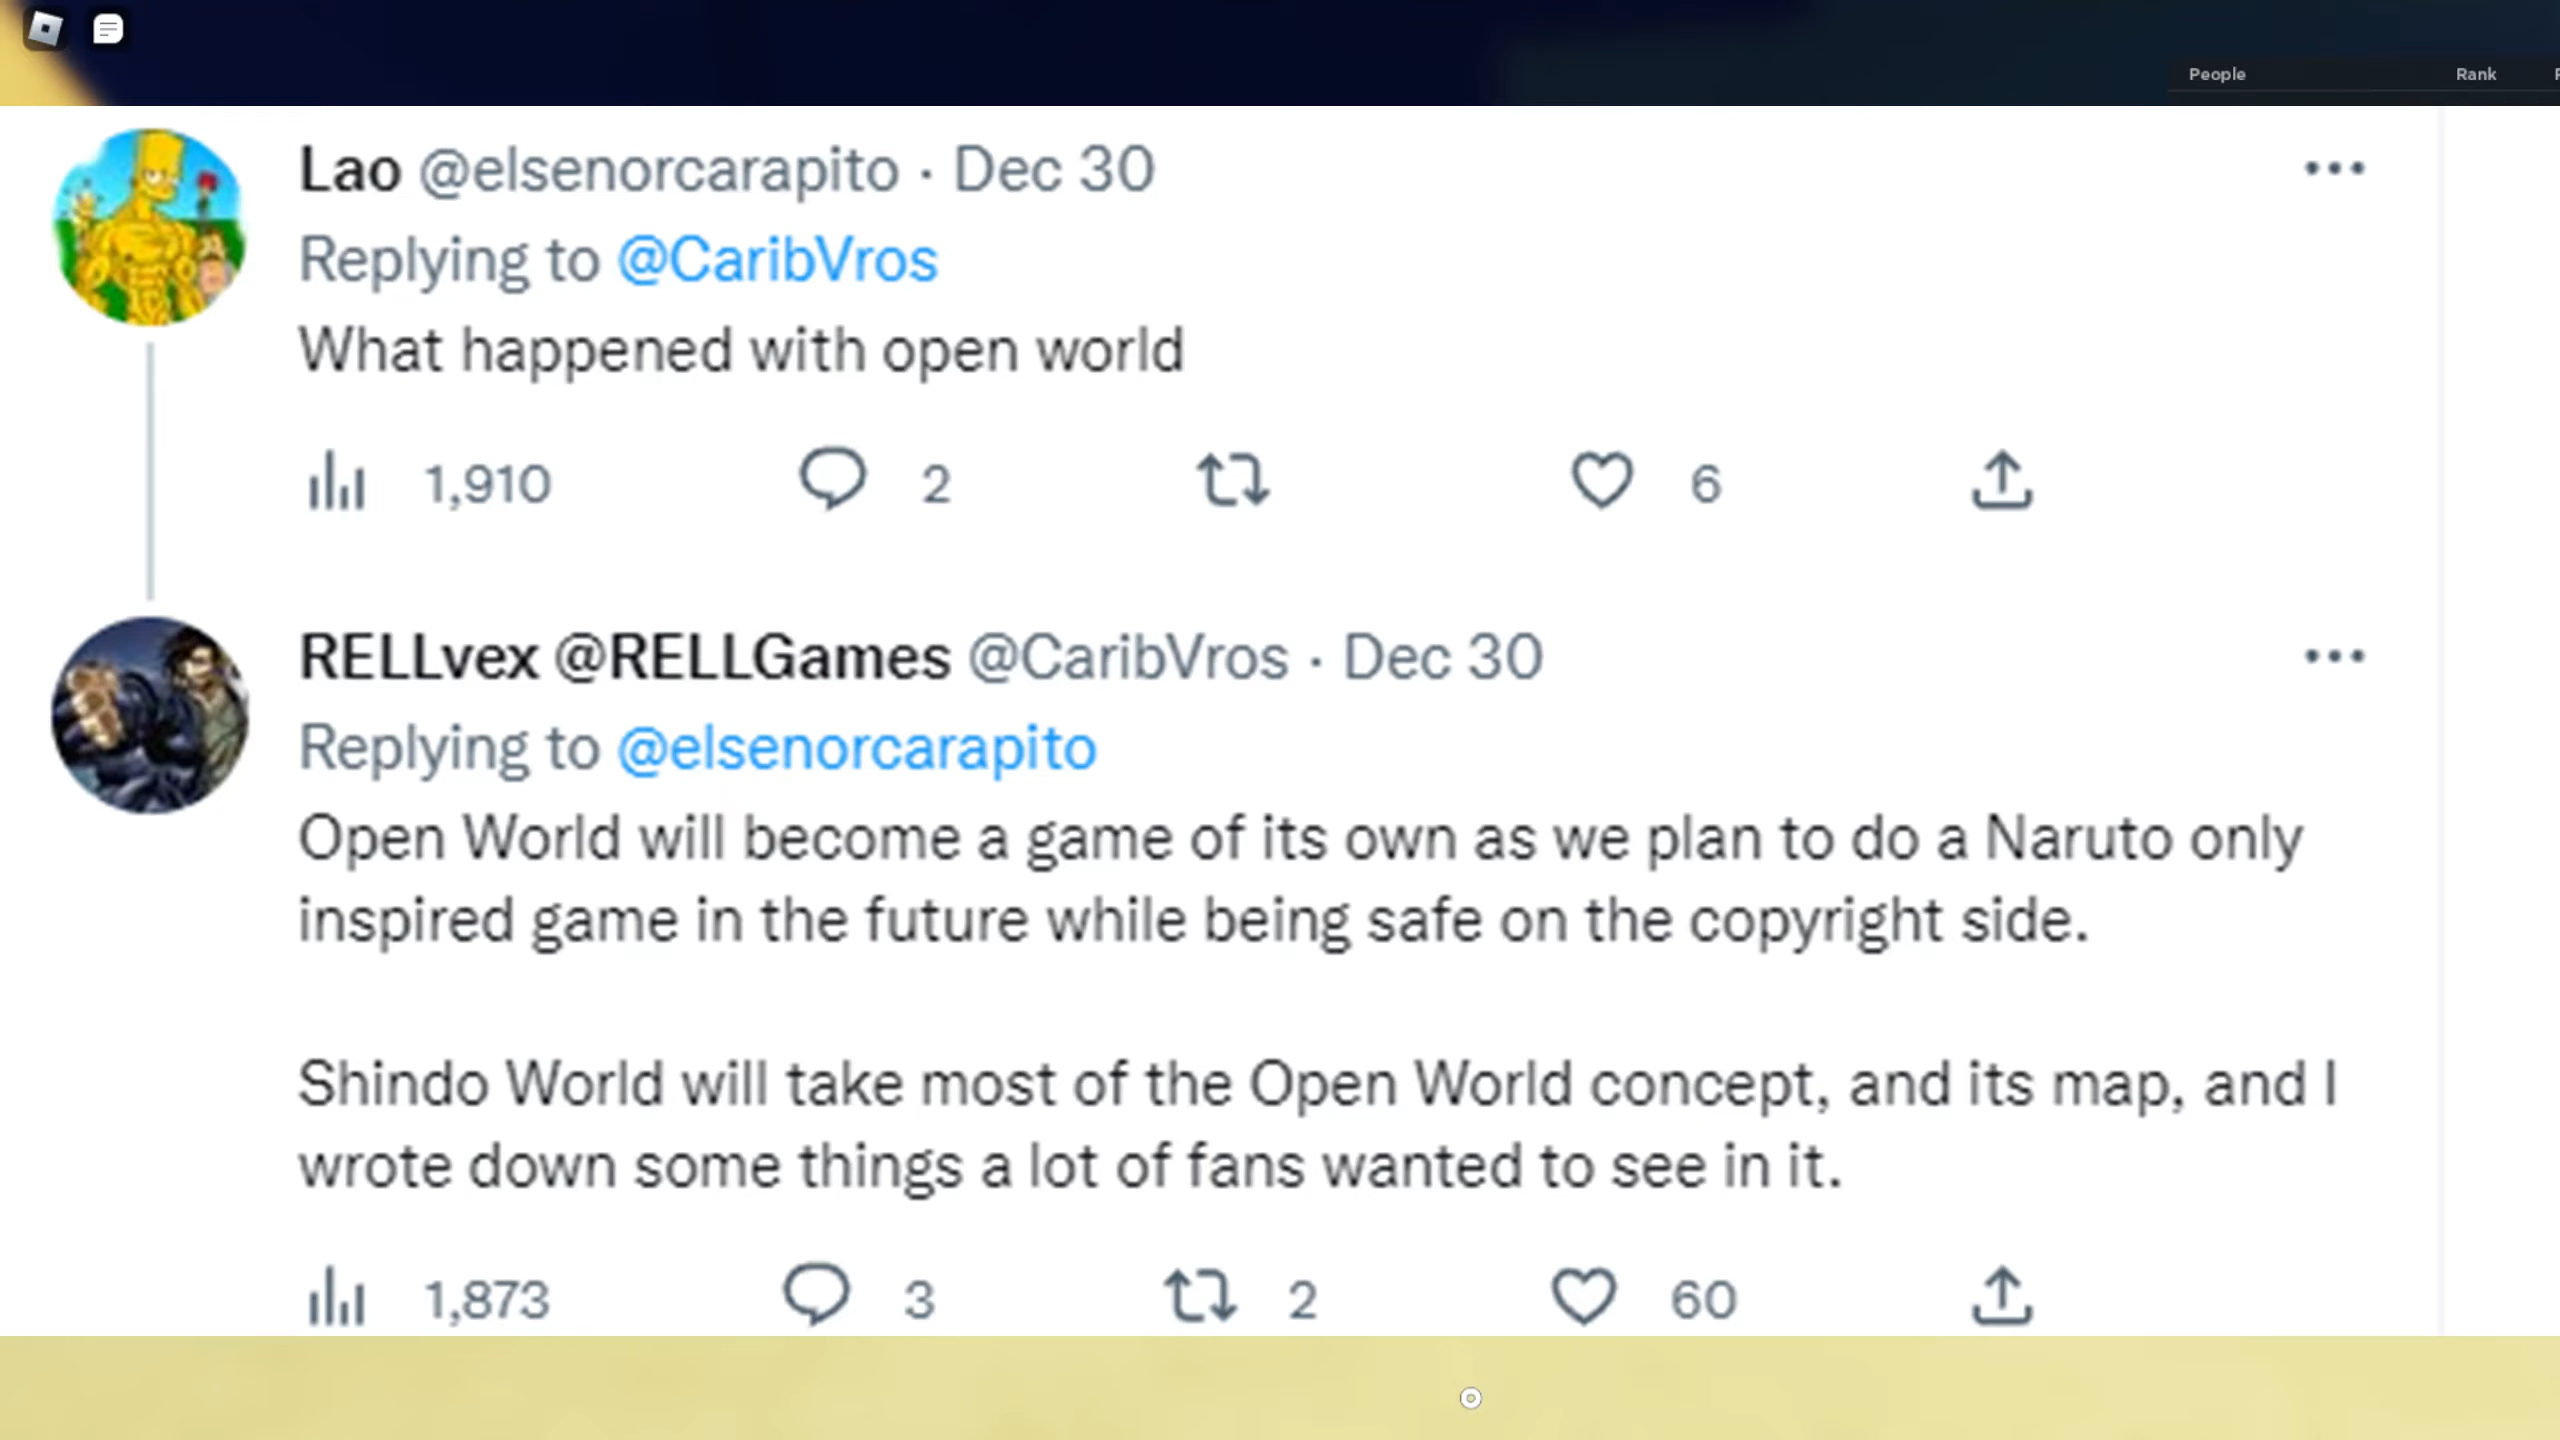 People Rank
Lao @elsenorcarapito · Dec 30
Replying to @CaribVros
What happened with open world
1,910 2 6
RELLvex @RELLGames @CaribVros · Dec 30
Replying to @elsenorcarapito
Open World will become a game of its own as we plan to do a Naruto only
inspired game in the future while being safe on the copyright side.
Shindo World will take most of the Open World concept, and its map, and I
wrote down some things a lot of fans wanted to see in it.
1,873 3 2 60